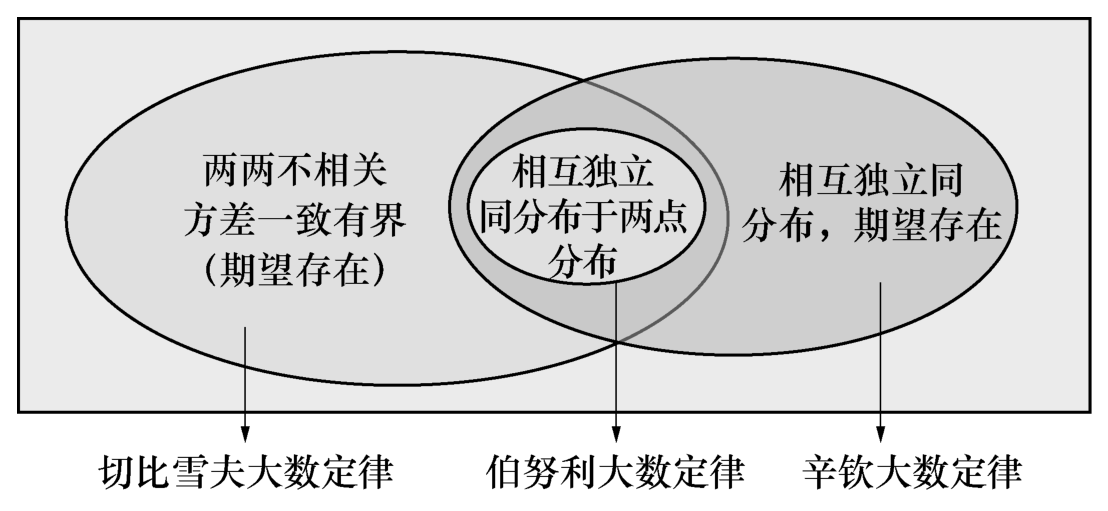 两两不相关
方差一致有界
(期望存在)
相互独立
同分布于两点
分布
相互独立同
分布，期望存在
切比雪夫大数定律
伯努利大数定律
辛钦大数定律